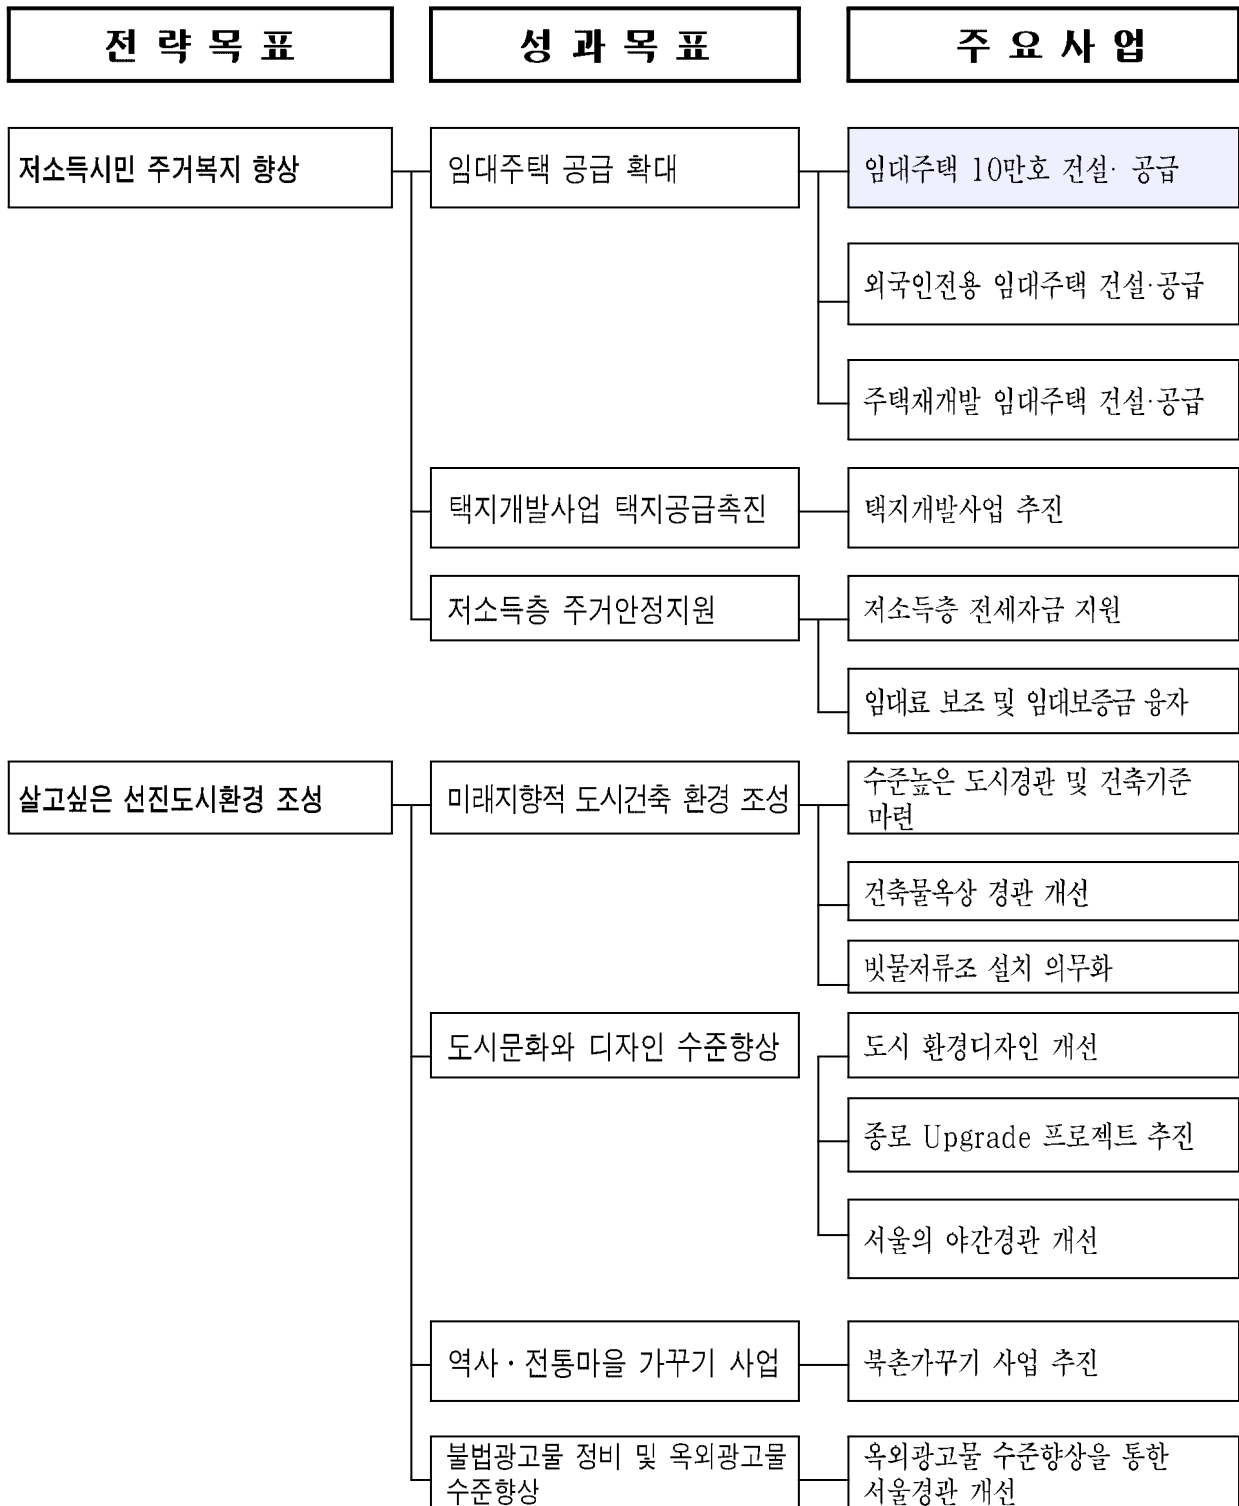 전 략 목 표
성 과 목 표
주 요 사 업
저소득시민 주거복지 향상
임대주택 공급 확대
임대주택 10만호 건설· 공급
외국인전용 임대주택 건설·공급
주택재개발 임대주택 건설·공급
택지개발사업 택지공급촉진
택지개발사업 추진
저소득층 주거안정지원
저소득층 전세자금 지원
임대료 보조 및 임대보증금 융자
살고싶은 선진도시환경 조성
미래지향적 도시건축 환경 조성
수준높은 도시경관 및 건축기준
마련
건축물옥상 경관 개선
빗물저류조 설치 의무화
도시문화와 디자인 수준향상
도시 환경디자인 개선
종로 Upgrade 프로젝트 추진
서울의 야간경관 개선
역사·전통마을 가꾸기 사업
북촌가꾸기 사업 추진
불법광고물 정비 및 옥외광고물
수준향상
옥외광고물 수준향상을 통한
서울경관 개선